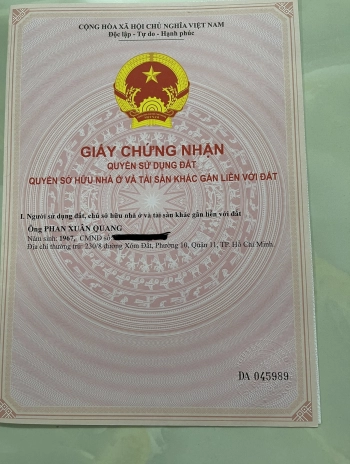 CỘNG HÒA XÃ HỘI CHỦ NGHĨA VIỆT NAM
Độc lập - Tự do - Hạnh phúc
GIẤY CHỨNG NHẬN
QUYỀN SỬ DỤNG ĐẤT
QUYỀN SỞ HỮU NHÀ Ở VÀ TÀI SẢN KHÁC GẮN LIỀN VỚI ĐẤT
I. Người sử dụng đất, chủ sở hữu nhà ở và tài sản khác gắn liền với đất
Ông PHAN XUÂN QUANG
Năm sinh: 1967, CMND số:
Địa chỉ thường trú: 230/8 đường Xóm Đất, Phường 10, Quận 11, TP. Hồ Chí Minh.
DA 045989